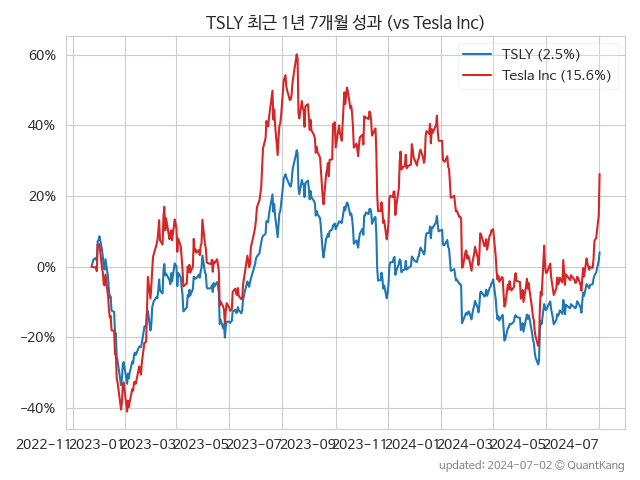 TSLY 최근 1년 7개월 성과 (vs Tesla Inc)
TSLY (2.5%)
Tesla Inc (15.6%)
60%
40%
20%
0%
−20%
−40%
2022−11 2023−01 2023−03 2023−05 2023−07 2023−09 2023−11 2024−01 2024−03 2024−05 2024−07
updated: 2024-07-02 © QuantKang